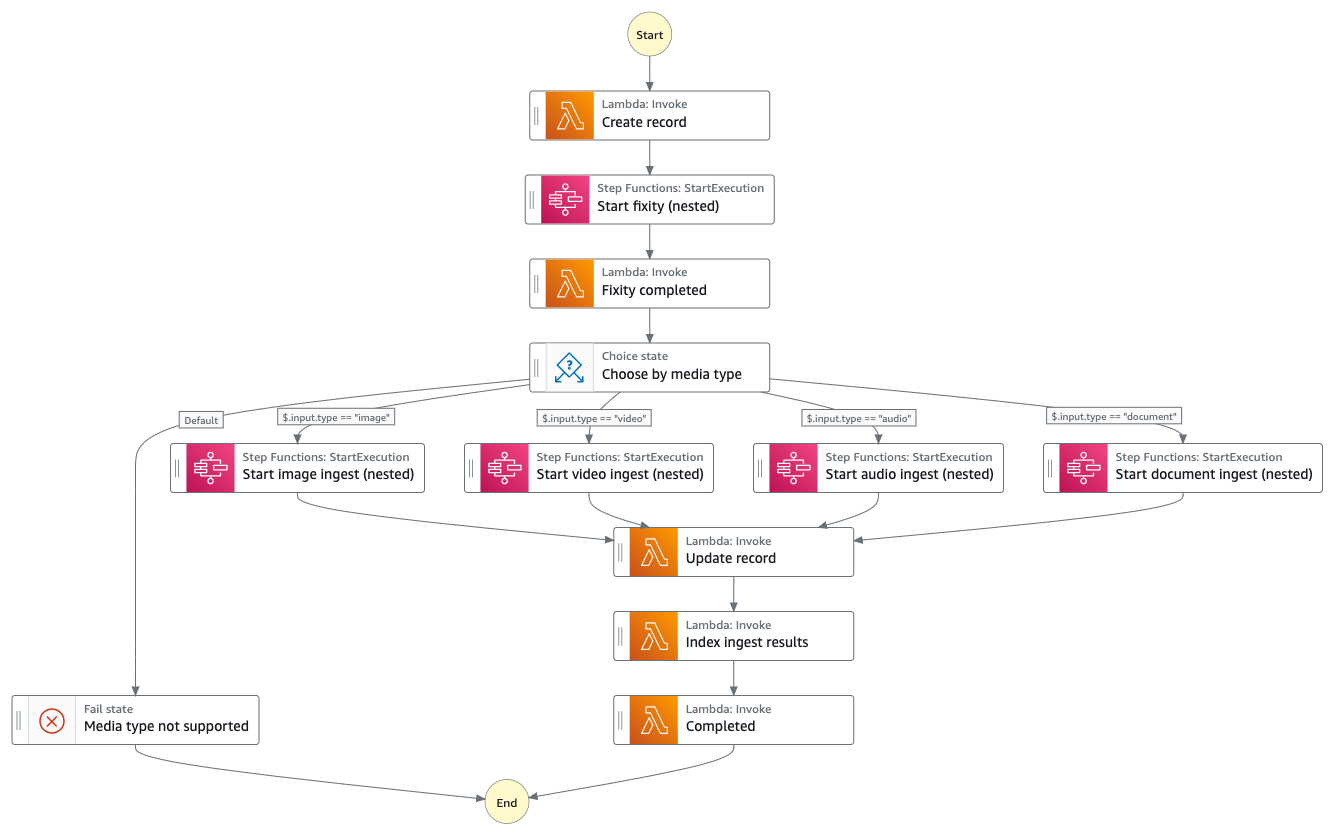 Start
Lambda: Invoke
Create record
Step Functions: StartExecution
Start fixity (nested)
Lambda: Invoke
Fixity completed
Choice state
Choose by media type
Default
$.input.type == "image"
$.input.type == "video"
$.input.type == "audio"
$.input.type == "document"
Step Functions: StartExecution
Start image ingest (nested)
Step Functions: StartExecution
Start video ingest (nested)
Step Functions: StartExecution
Start audio ingest (nested)
Step Functions: StartExecution
Start document ingest (nested)
Lambda: Invoke
Update record
Lambda: Invoke
Index ingest results
Fail state
Media type not supported
Lambda: Invoke
Completed
End